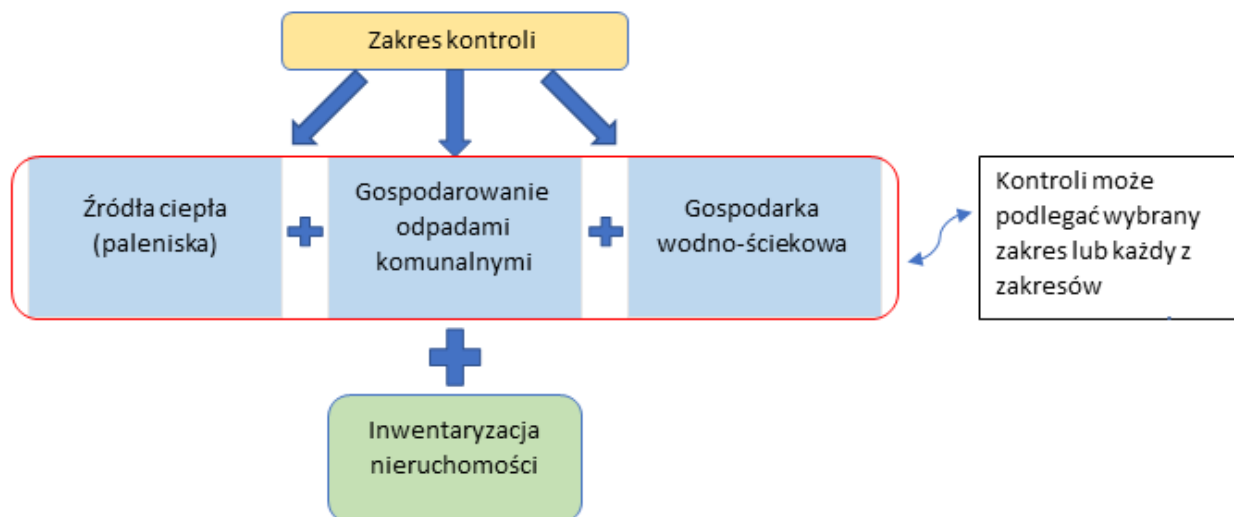 Zakres kontroli
Źródła ciepła
(paleniska)
Gospodarowanie
odpadami
komunalnymi
Gospodarka
wodno-ściekowa
Kontroli może
podlegać wybrany
zakres lub każdy z
zakresów
Inwentaryzacja
nieruchomości